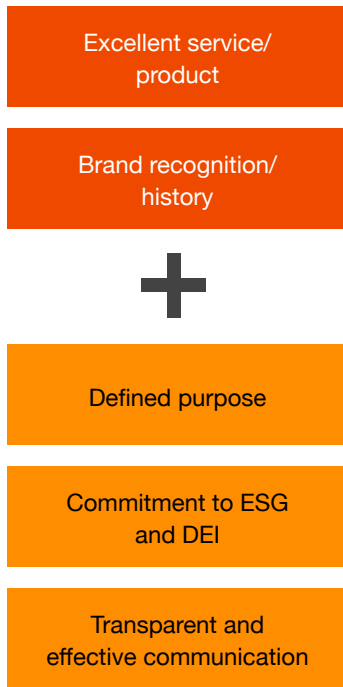 Excellent service/
product
Brand recognition/
history
+
Defined purpose
Commitment to ESG
and DEI
Transparent and
effective communication